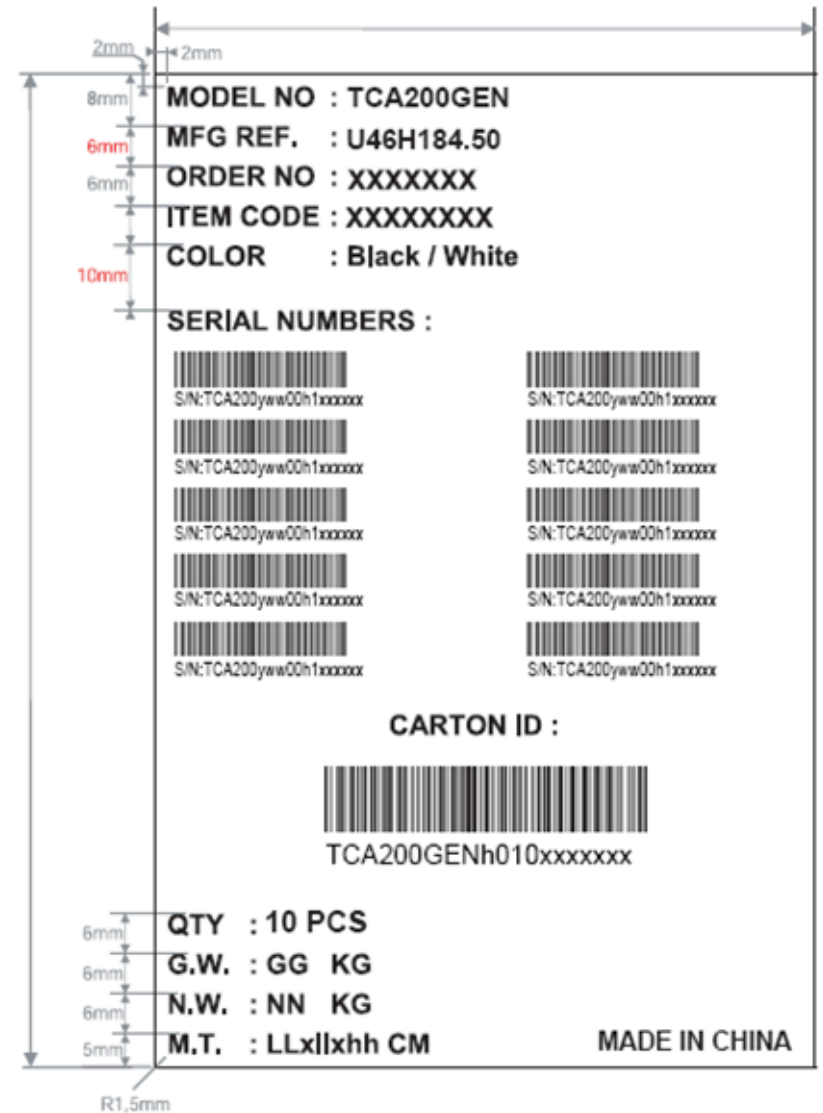 2mm
2mm
8mm
MODEL NO : TCA200GEN
6mm
MFG REF. : U46H184.50
6mm
ORDER NO : XXXXXXX
ITEM CODE : XXXXXXXX
COLOR : Black / White
10mm
SERIAL NUMBERS :
S/N:TCA200yww00h1xxxxxx S/N:TCA200yww00h1xxxxxx
S/N:TCA200yww00h1xxxxxx S/N:TCA200yww00h1xxxxxx
S/N:TCA200yww00h1xxxxxx S/N:TCA200yww00h1xxxxxx
S/N:TCA200yww00h1xxxxxx S/N:TCA200yww00h1xxxxxx
S/N:TCA200yww00h1xxxxxx S/N:TCA200yww00h1xxxxxx
CARTON ID :
TCA200GENh010xxxxxxx
QTY : 10 PCS
6mm
G.W. : GG KG
6mm
N.W. : NN KG
6mm
M.T. : LLxllxhh CM MADE IN CHINA
5mm
R1,5mm